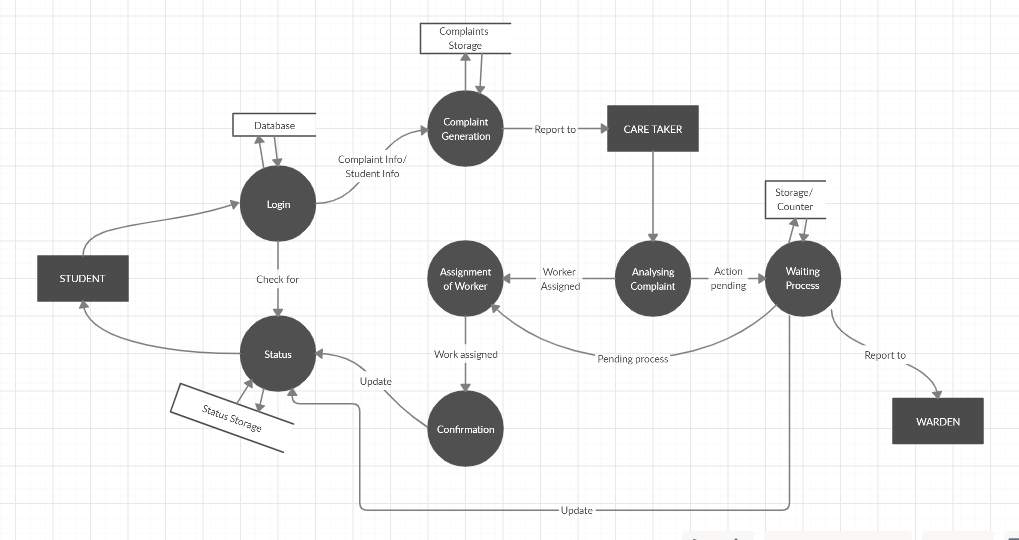 Complaints
Storage
Complaint
Generation
Report to
CARE TAKER
Database
Complaint Info/
Student Info
Login
Storage/
Counter
STUDENT
Check for
Assignment
of Worker
Worker
Assigned
Analysing
Complaint
Action
pending
Waiting
Process
Status
Work assigned
Pending process
Report to
Update
Status Storage
Confirmation
WARDEN
Update